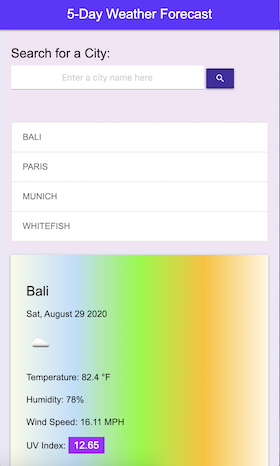 5-Day Weather Forecast
Search for a City:
Enter a city name here
BALI
PARIS
MUNICH
WHITEFISH
Bali
Sat, August 29 2020
Temperature: 82.4 °F
Humidity: 78%
Wind Speed: 16.11 MPH
UV Index: 12.65